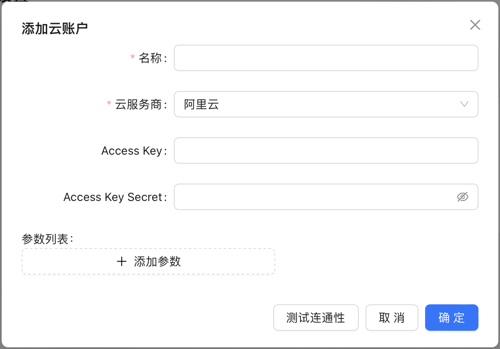 添加云账户
* 名称:
* 云服务商: 阿里云
Access Key:
Access Key Secret:
参数列表:
+ 添加参数
测试连通性 取 消 确 定